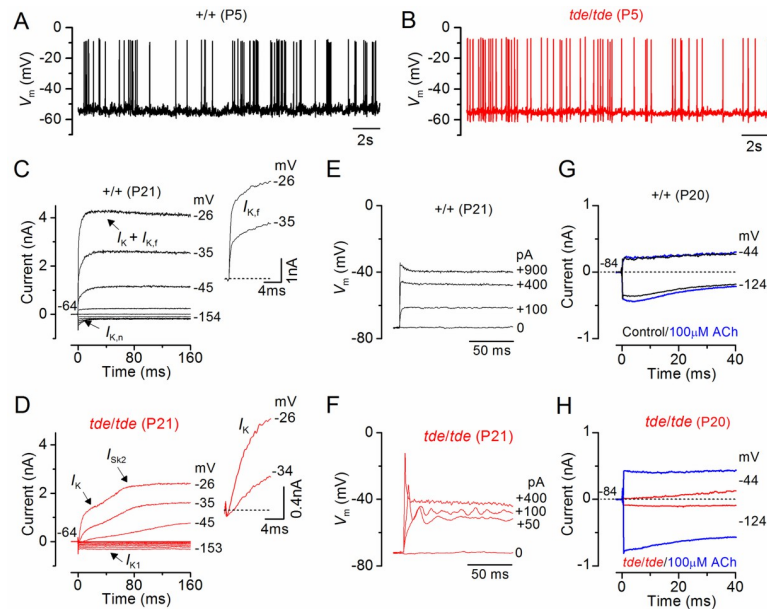 A
+/+ (P5)
0
-20
-40
-60
Vm (mV)
2s
B
tde/tde (P5)
0
-20
-40
-60
Vm (mV)
2s
C
+/+ (P21)
mV
-26
IK + IK,f
-35
-45
-64
-154
IK,n
4
2
0
Current (nA)
0 80 160
Time (ms)
mV
-26
IK,f
-35
4ms
1nA
D
tde/tde (P21)
mV
ISk2
IK
-26
-35
-45
-64
-153
IK1
4
2
0
Current (nA)
0 80 160
Time (ms)
mV
-26
IK
-34
4ms
0.4nA
E
+/+ (P21)
0
-40
-80
Vm (mV)
pA
+900
+400
+100
0
50 ms
F
tde/tde (P21)
0
-40
-80
Vm (mV)
pA
+400
+100
+50
0
50 ms
G
+/+ (P20)
1
0
-1
Current (nA)
mV
-44
-84
-124
Control/100μM ACh
0 20 40
Time (ms)
H
tde/tde (P20)
1
0
-1
Current (nA)
mV
-44
-84
-124
tde/tde/100μM ACh
0 20 40
Time (ms)